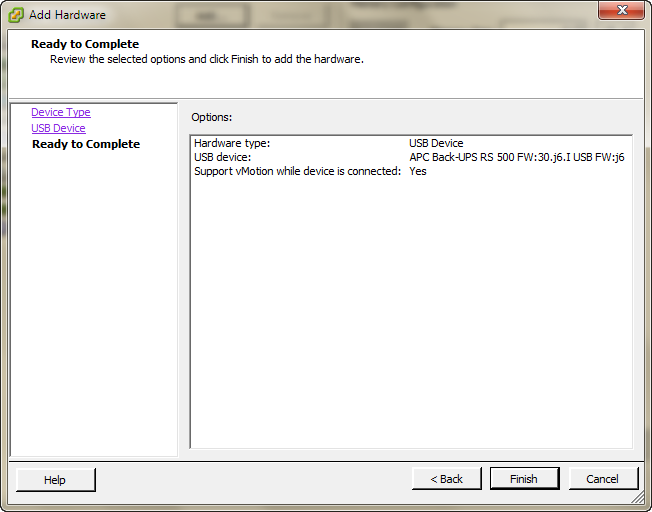 Add Hardware
Ready to Complete
Review the selected options and click Finish to add the hardware.
Device Type
USB Device
Ready to Complete
Options:
Hardware type: USB Device
USB device: APC Back-UPS RS 500 FW:30.j6.I USB FW:j6
Support vMotion while device is connected: Yes
Help
< Back
Finish
Cancel